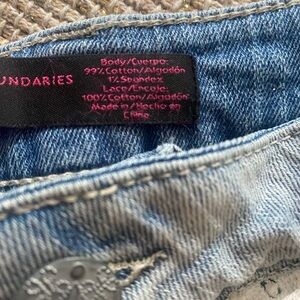 UNDARIES
Body/Cuerpo:
99% Cotton/Algodón
1% Spandex
Lace/Encaje:
100% Cotton/Algodón
Made in/Hecho en
China